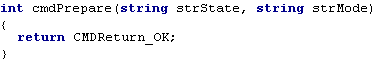 int cmdPrepare(string strState, string strMode)
{
  return CMDReturn_OK;
}